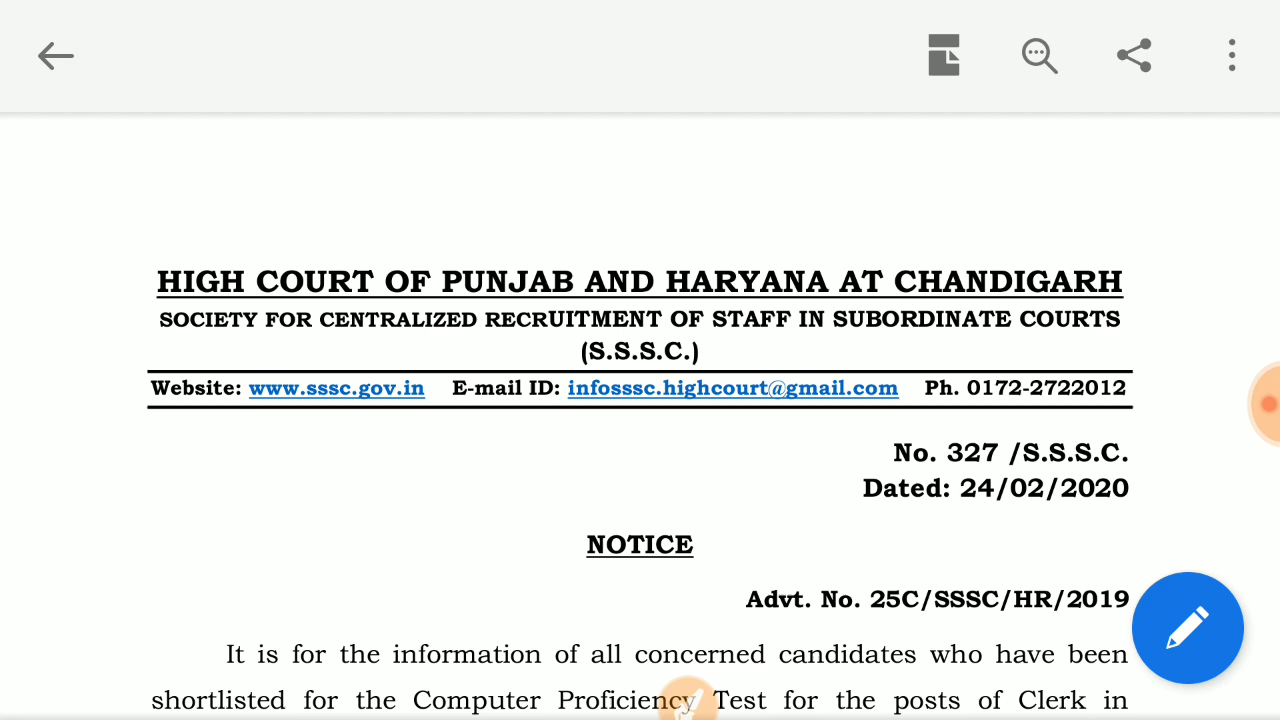 HIGH COURT OF PUNJAB AND HARYANA AT CHANDIGARH
SOCIETY FOR CENTRALIZED RECRUITMENT OF STAFF IN SUBORDINATE COURTS
(S.S.S.C.)
Website: www.sssc.gov.in E-mail ID: infosssc.highcourt@gmail.com Ph. 0172-2722012
No. 327 /S.S.S.C.
Dated: 24/02/2020
NOTICE
Advt. No. 25C/SSSC/HR/2019
It is for the information of all concerned candidates who have been
shortlisted for the Computer Proficiency Test for the posts of Clerk in